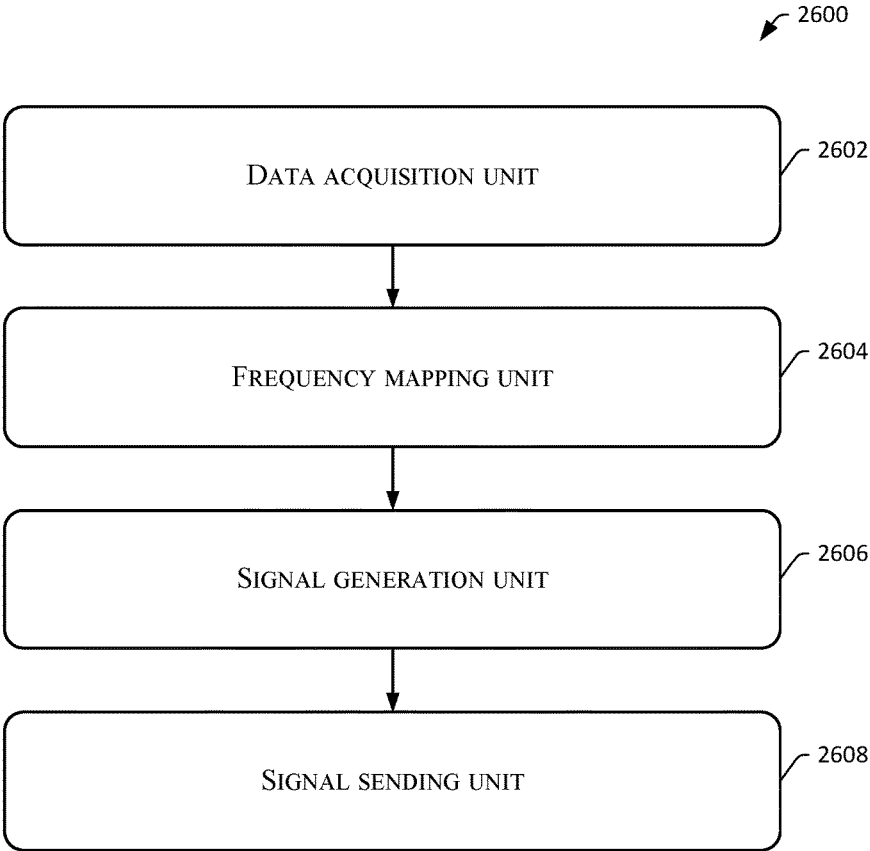 2600
DATA ACQUISITION UNIT
2602
FREQUENCY MAPPING UNIT
2604
SIGNAL GENERATION UNIT
2606
SIGNAL SENDING UNIT
2608